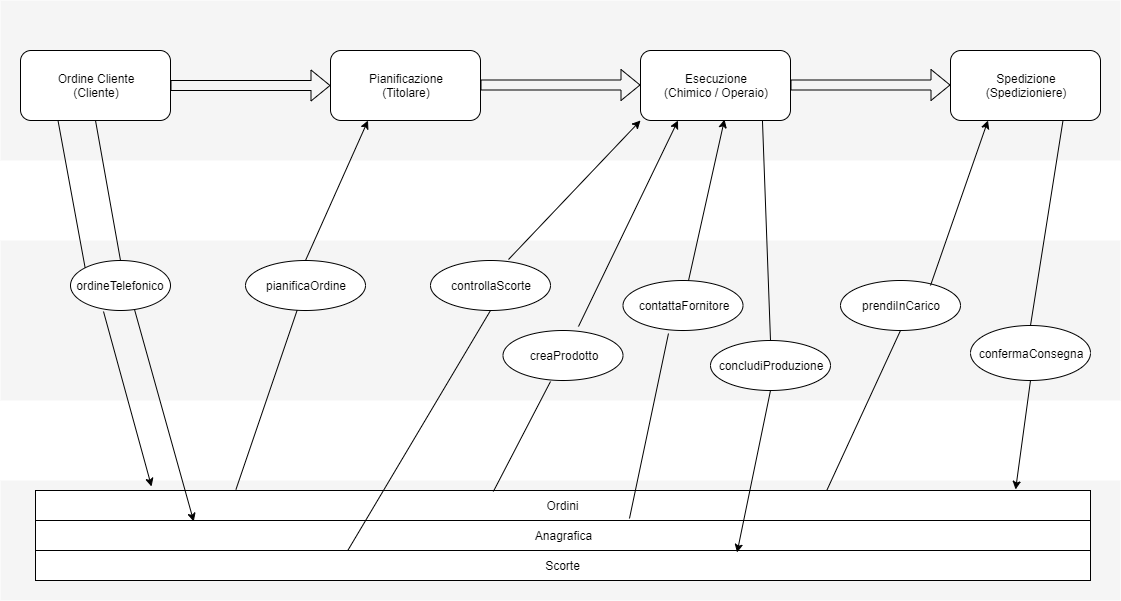 Ordine Cliente
(Cliente)
Pianificazione
(Titolare)
Esecuzione
(Chimico / Operaio)
Spedizione
(Spedizioniere)
ordineTelefonico
pianificaOrdine
controllaScorte
creaProdotto
contattaFornitore
concludiProduzione
prendiInCarico
confermaConsegna
Ordini
Anagrafica
Scorte